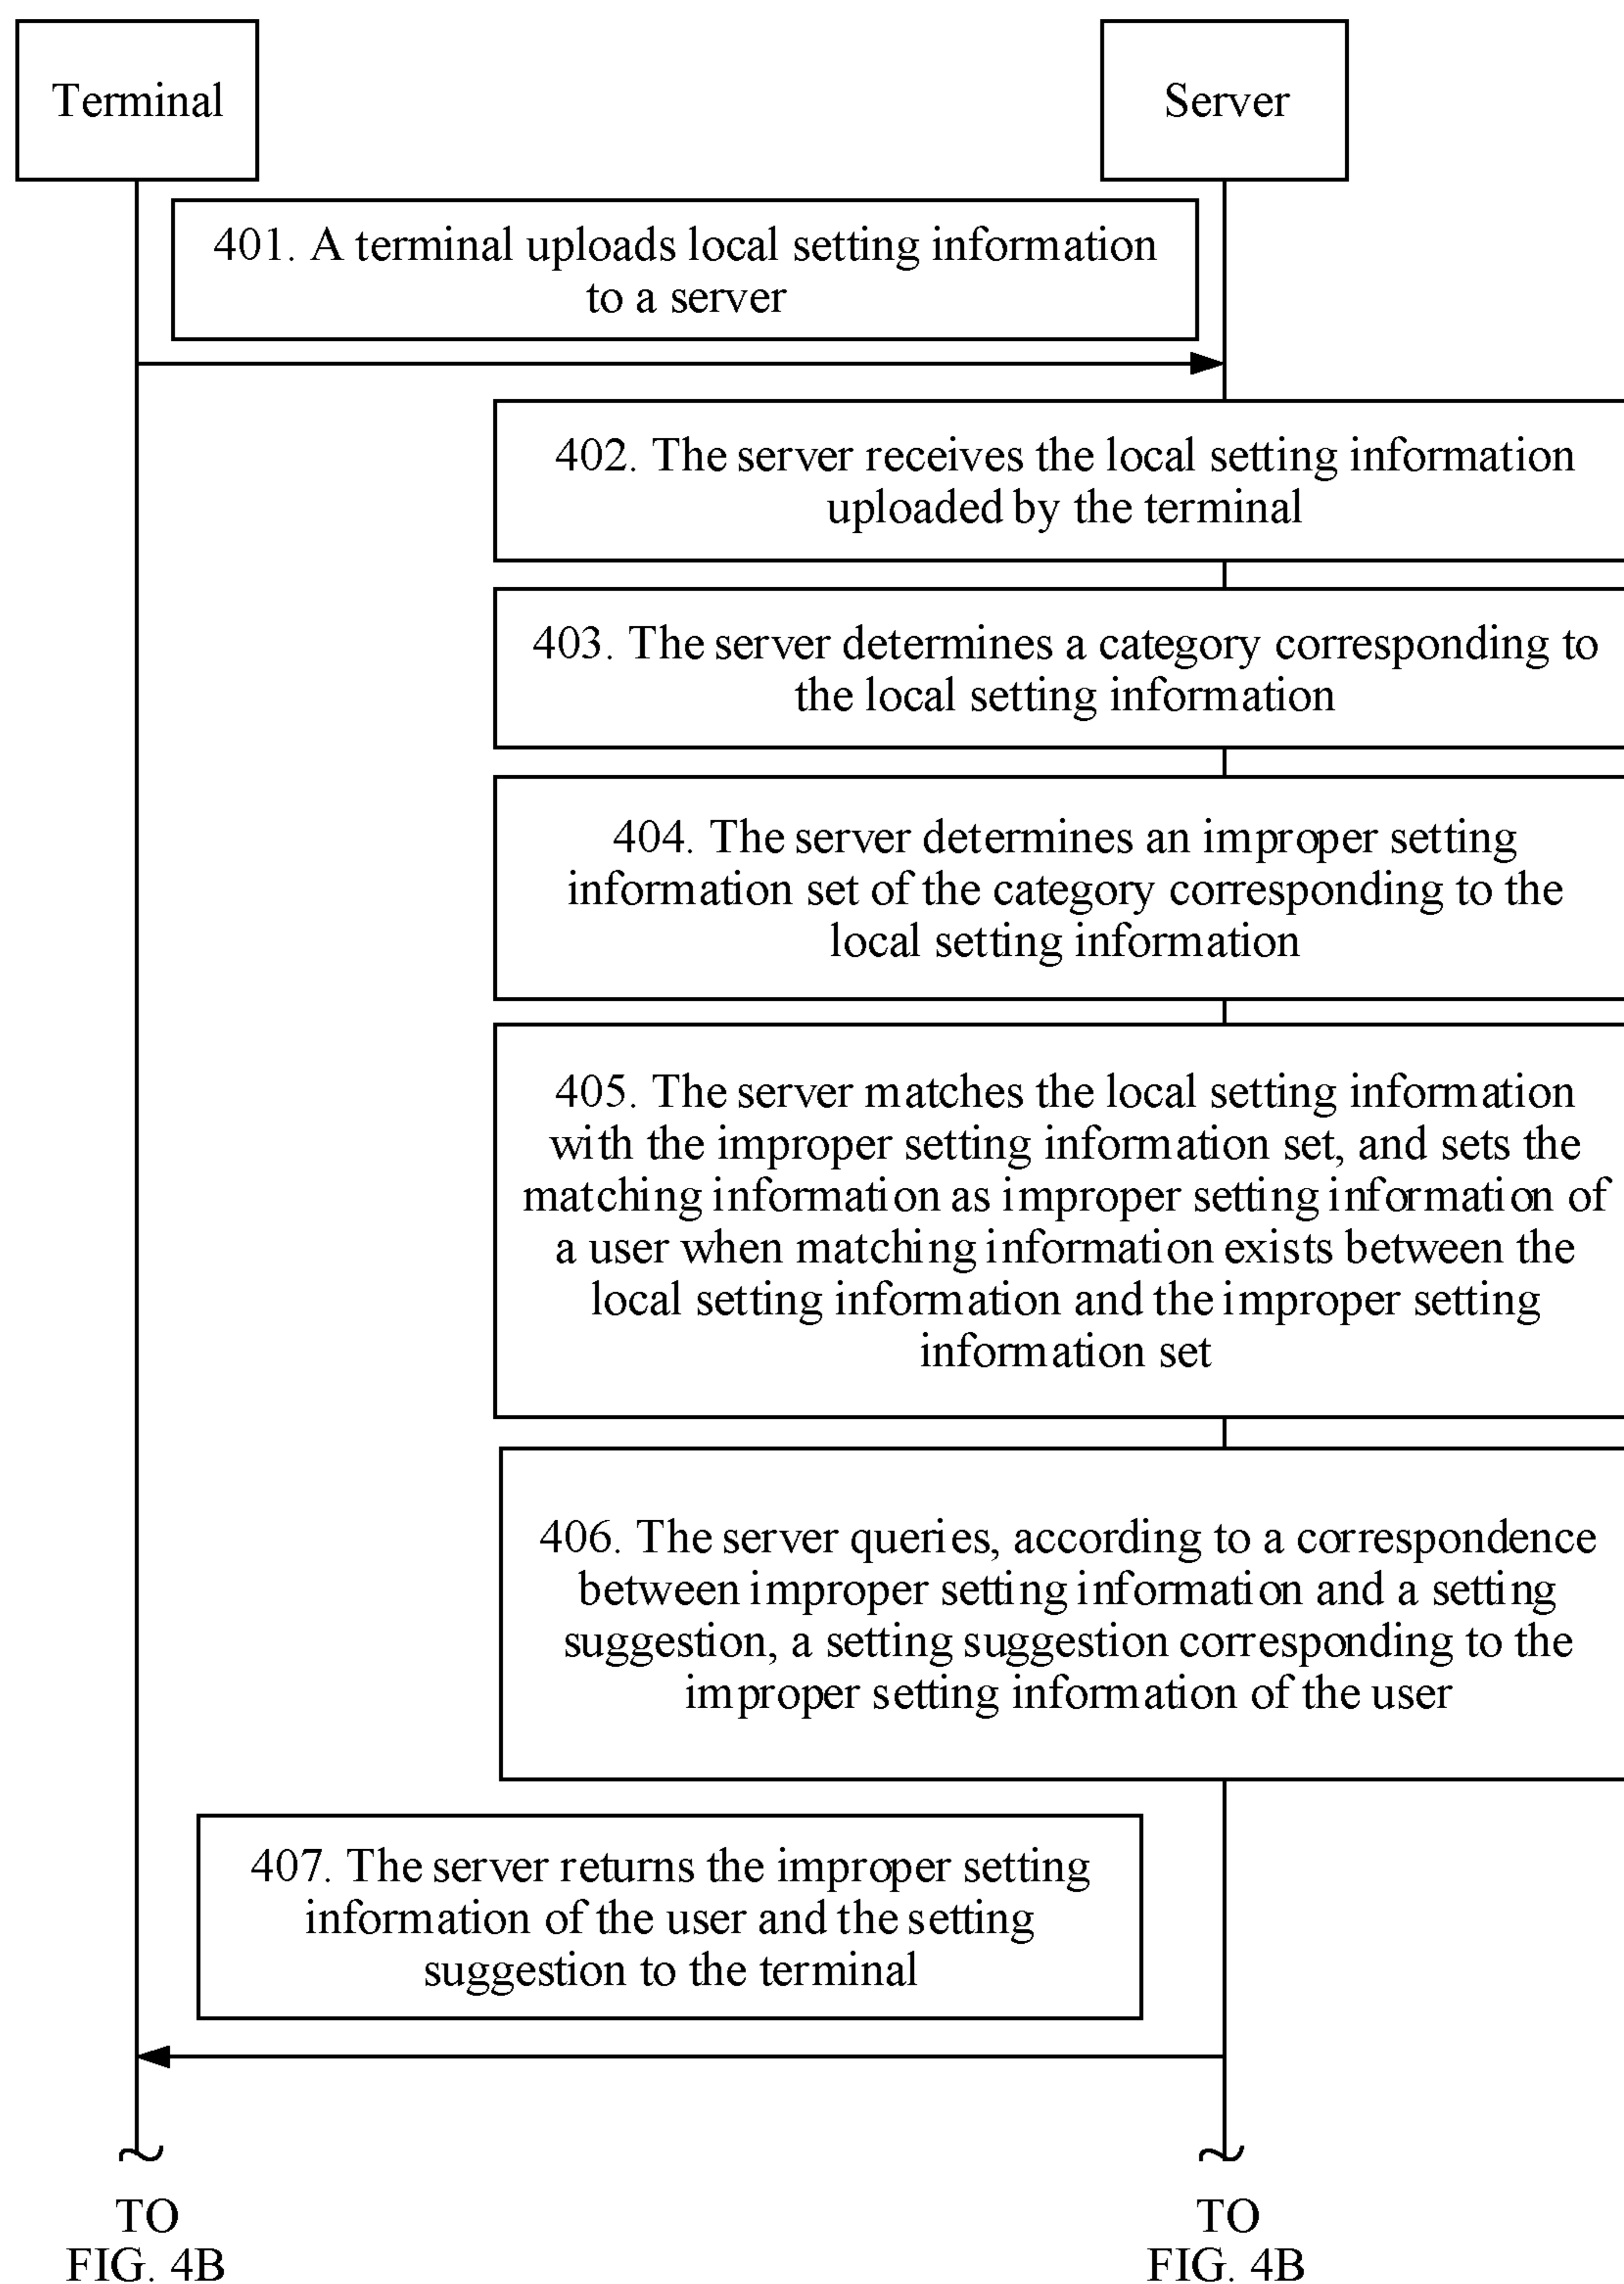 Terminal
Server
401. A terminal uploads local setting information
to a server
402. The server receives the local setting information
uploaded by the terminal
403. The server determines a category corresponding to
the local setting information
404. The server determines an improper setting
information set of the category corresponding to the
local setting information
405. The server matches the local setting information
with the improper setting information set, and sets the
matching information as improper setting information of
a user when matching information exists between the
local setting information and the improper setting
information set
406. The server queries, according to a correspondence
between improper setting information and a setting
suggestion, a setting suggestion corresponding to the
improper setting information of the user
407. The server returns the improper setting
information of the user and the setting
suggestion to the terminal
TO
FIG. 4B
TO
FIG. 4B